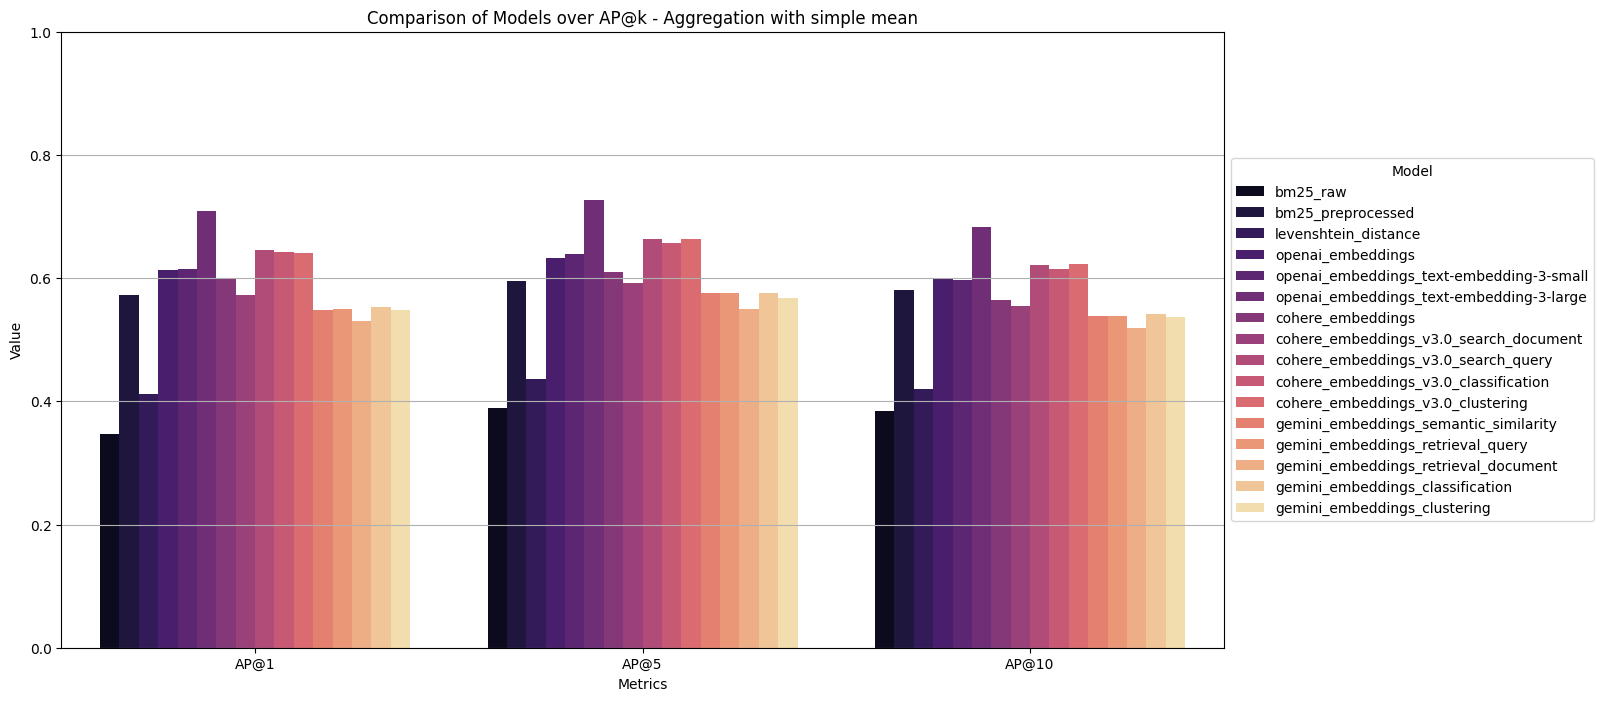 Comparison of Models over AP@k - Aggregation with simple mean
1.0
0.8
0.6
0.4
0.2
0.0
Value
AP@1
AP@5
AP@10
Metrics
Model
bm25_raw
bm25_preprocessed
levenshtein_distance
openai_embeddings
openai_embeddings_text-embedding-3-small
openai_embeddings_text-embedding-3-large
cohere_embeddings
cohere_embeddings_v3.0_search_document
cohere_embeddings_v3.0_search_query
cohere_embeddings_v3.0_classification
cohere_embeddings_v3.0_clustering
gemini_embeddings_semantic_similarity
gemini_embeddings_retrieval_query
gemini_embeddings_retrieval_document
gemini_embeddings_classification
gemini_embeddings_clustering